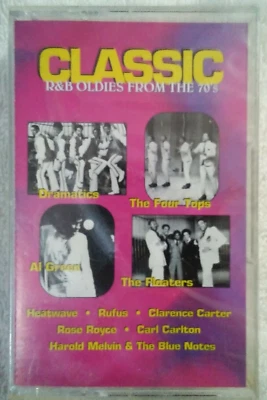 CLASSIC
R&B OLDIES FROM THE 70's
Dramatics
The Four Tops
Al Green
The Floaters
Heatwave • Rufus • Clarence Carter
Rose Royce • Carl Carlton
Harold Melvin & The Blue Notes